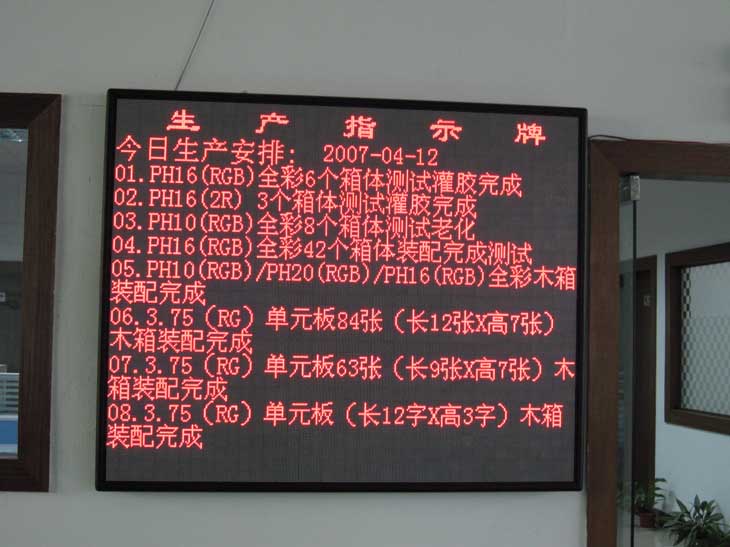 生产指示牌
今日生产安排: 2007-04-12
01.PH16(RGB)全彩6个箱体测试灌胶完成
02.PH16(2R) 3个箱体测试灌胶完成
03.PH10(RGB)全彩8个箱体测试老化
04.PH16(RGB)全彩42个箱体装配完成测试
05.PH10(RGB)/PH20(RGB)/PH16(RGB)全彩木箱
装配完成
06.3.75（RG）单元板84张（长12张X高7张）
木箱装配完成
07.3.75（RG）单元板63张（长9张X高7张）木
箱装配完成
08.3.75（RG）单元板（长12字X高3字）木箱
装配完成